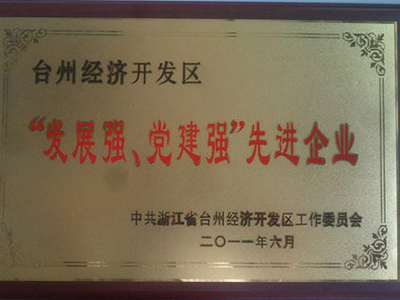 台州经济开发区
“发展强、党建强”先进企业
中共浙江省台州经济开发区工作委员会
二〇一一年六月